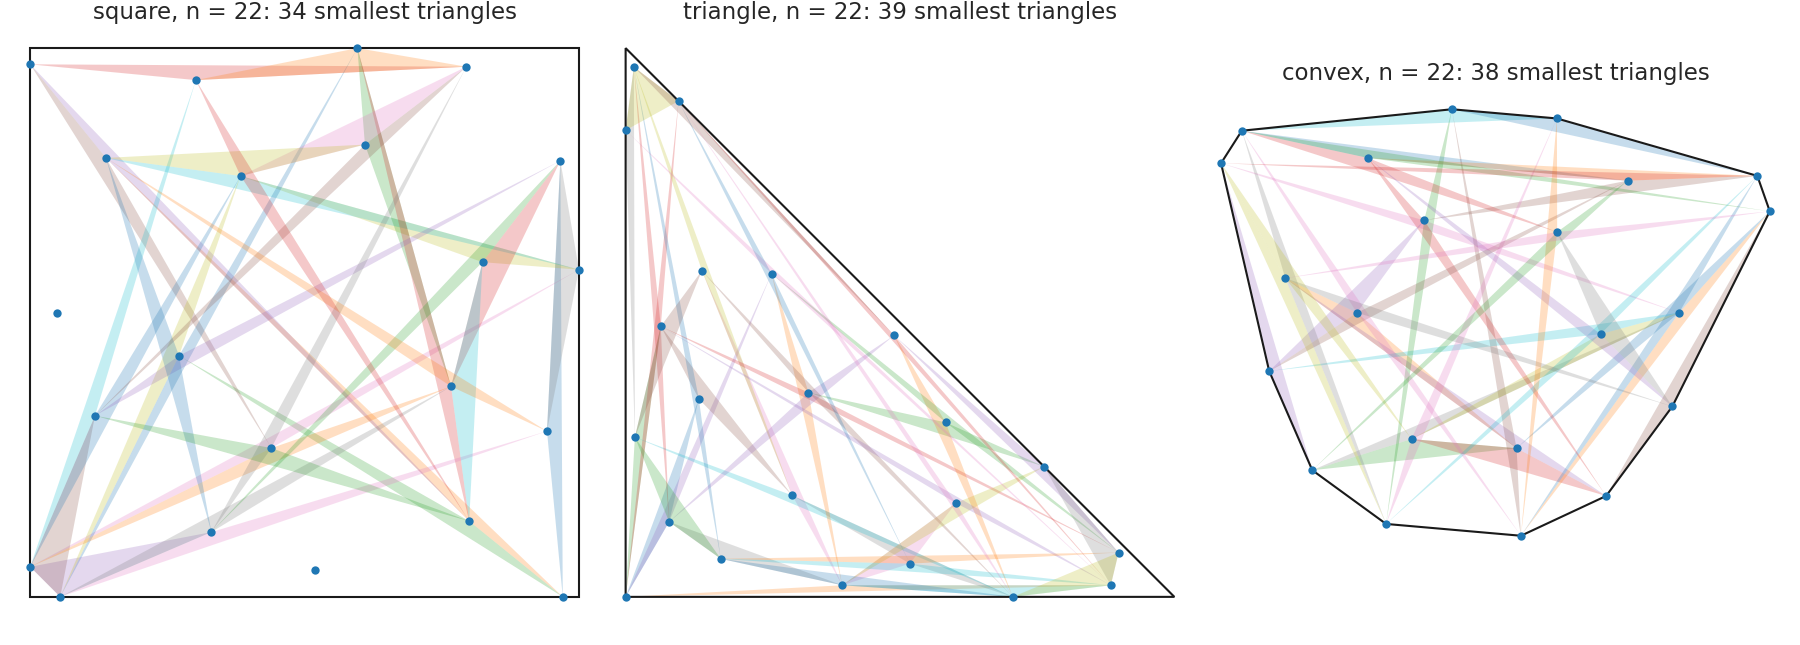 square, n = 22: 34 smallest triangles
triangle, n = 22: 39 smallest triangles
convex, n = 22: 38 smallest triangles